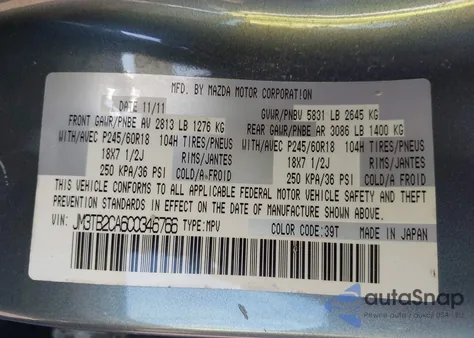 MFD. BY MAZDA MOTOR CORPORATION
DATE 11/11 GVWR/PNBV 5831 LB 2645 KG
FRONT GAWR/PNBE AV 2813 LB 1276 KG REAR GAWR/PNBE AR 3086 LB 1400 KG
WITH/AVEC P245/60R18 104H TIRES/PNEUS WITH/AVEC P245/60R18 104H TIRES/PNEUS
18X7 1/2J RIMS/JANTES 18X7 1/2J RIMS/JANTES
250 KPA/36 PSI COLD/A FROID 250 KPA/36 PSI COLD/A FROID
THIS VEHICLE CONFORMS TO ALL APPLICABLE FEDERAL MOTOR VEHICLE SAFETY AND THEFT
PREVENTION STANDARDS IN EFFECT ON THE DATE OF MANUFACTURE SHOWN ABOVE.
VIN: JM3TB2CA6C0346766 TYPE:MPV COLOR CODE: 39T MADE IN JAPAN
autaSnap
Pewne auta i okazje z USA